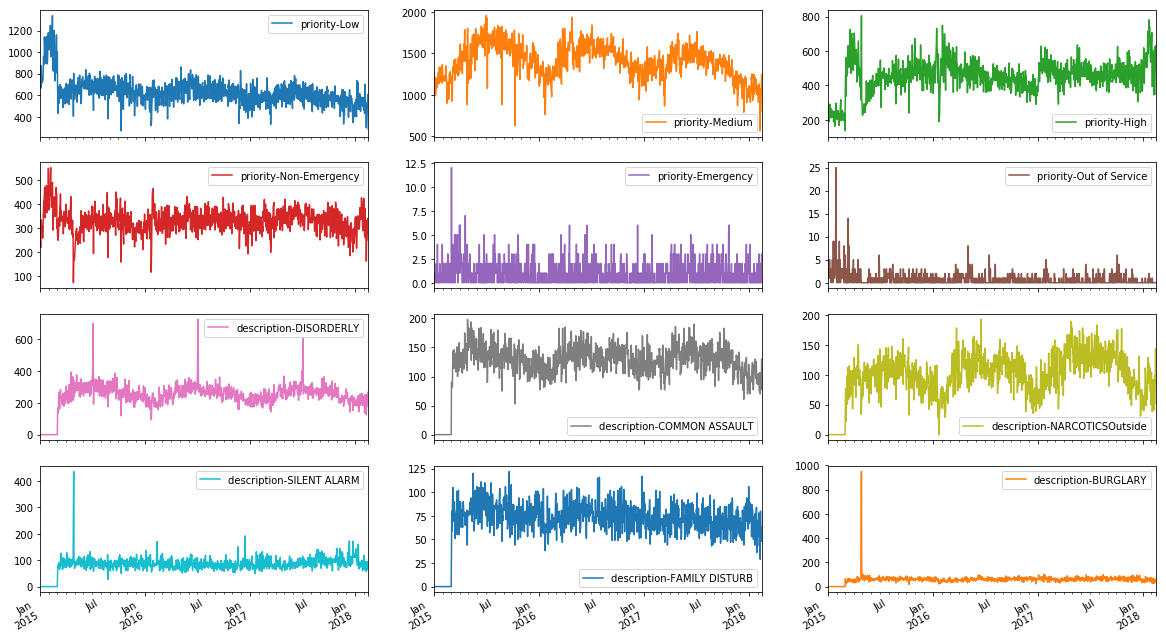 1200
1000
800
600
400
priority-Low
2000
1500
1000
500
priority-Medium
800
600
400
200
priority-High
500
400
300
200
100
priority-Non-Emergency
12.5
10.0
7.5
5.0
2.5
0.0
priority-Emergency
25
20
15
10
5
0
priority-Out of Service
600
400
200
0
description-DISORDERLY
200
150
100
50
0
description-COMMON ASSAULT
200
150
100
50
0
description-NARCOTICSOutside
400
300
200
100
0
description-SILENT ALARM
125
100
75
50
25
0
description-FAMILY DISTURB
1000
800
600
400
200
0
description-BURGLARY
Jan 2015
Jul
Jan 2016
Jul
Jan 2017
Jul
Jan 2018
Jan 2015
Jul
Jan 2016
Jul
Jan 2017
Jul
Jan 2018
Jan 2015
Jul
Jan 2016
Jul
Jan 2017
Jul
Jan 2018